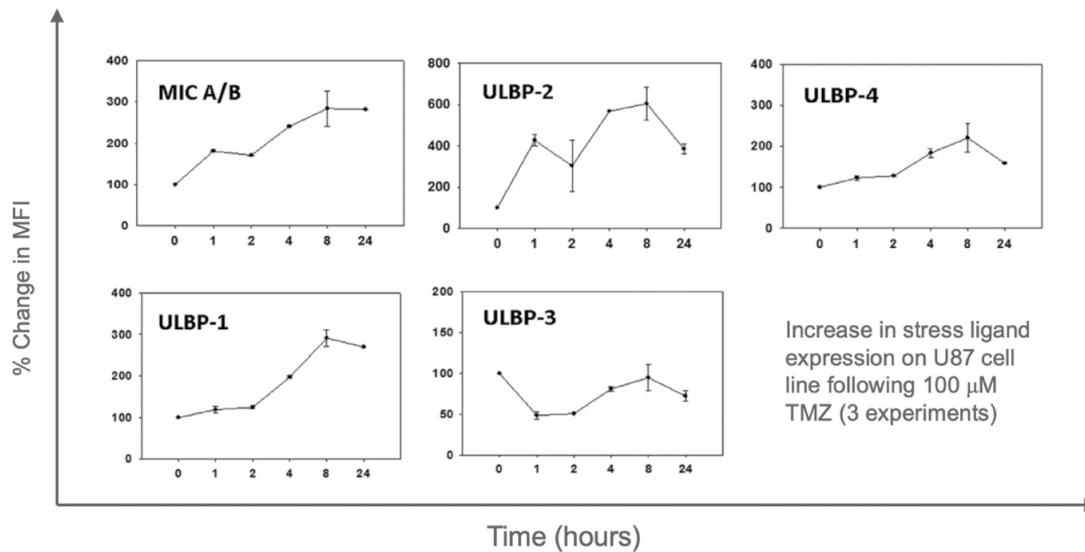 % Change in MFI
MIC A/B
400
300
200
100
0
0 1 2 4 8 24
ULBP-2
800
600
400
200
0
0 1 2 4 8 24
ULBP-4
400
300
200
100
0
0 1 2 4 8 24
ULBP-1
400
300
200
100
0
0 1 2 4 8 24
ULBP-3
200
150
100
50
0
0 1 2 4 8 24
Increase in stress ligand
expression on U87 cell
line following 100 μM
TMZ (3 experiments)
Time (hours)